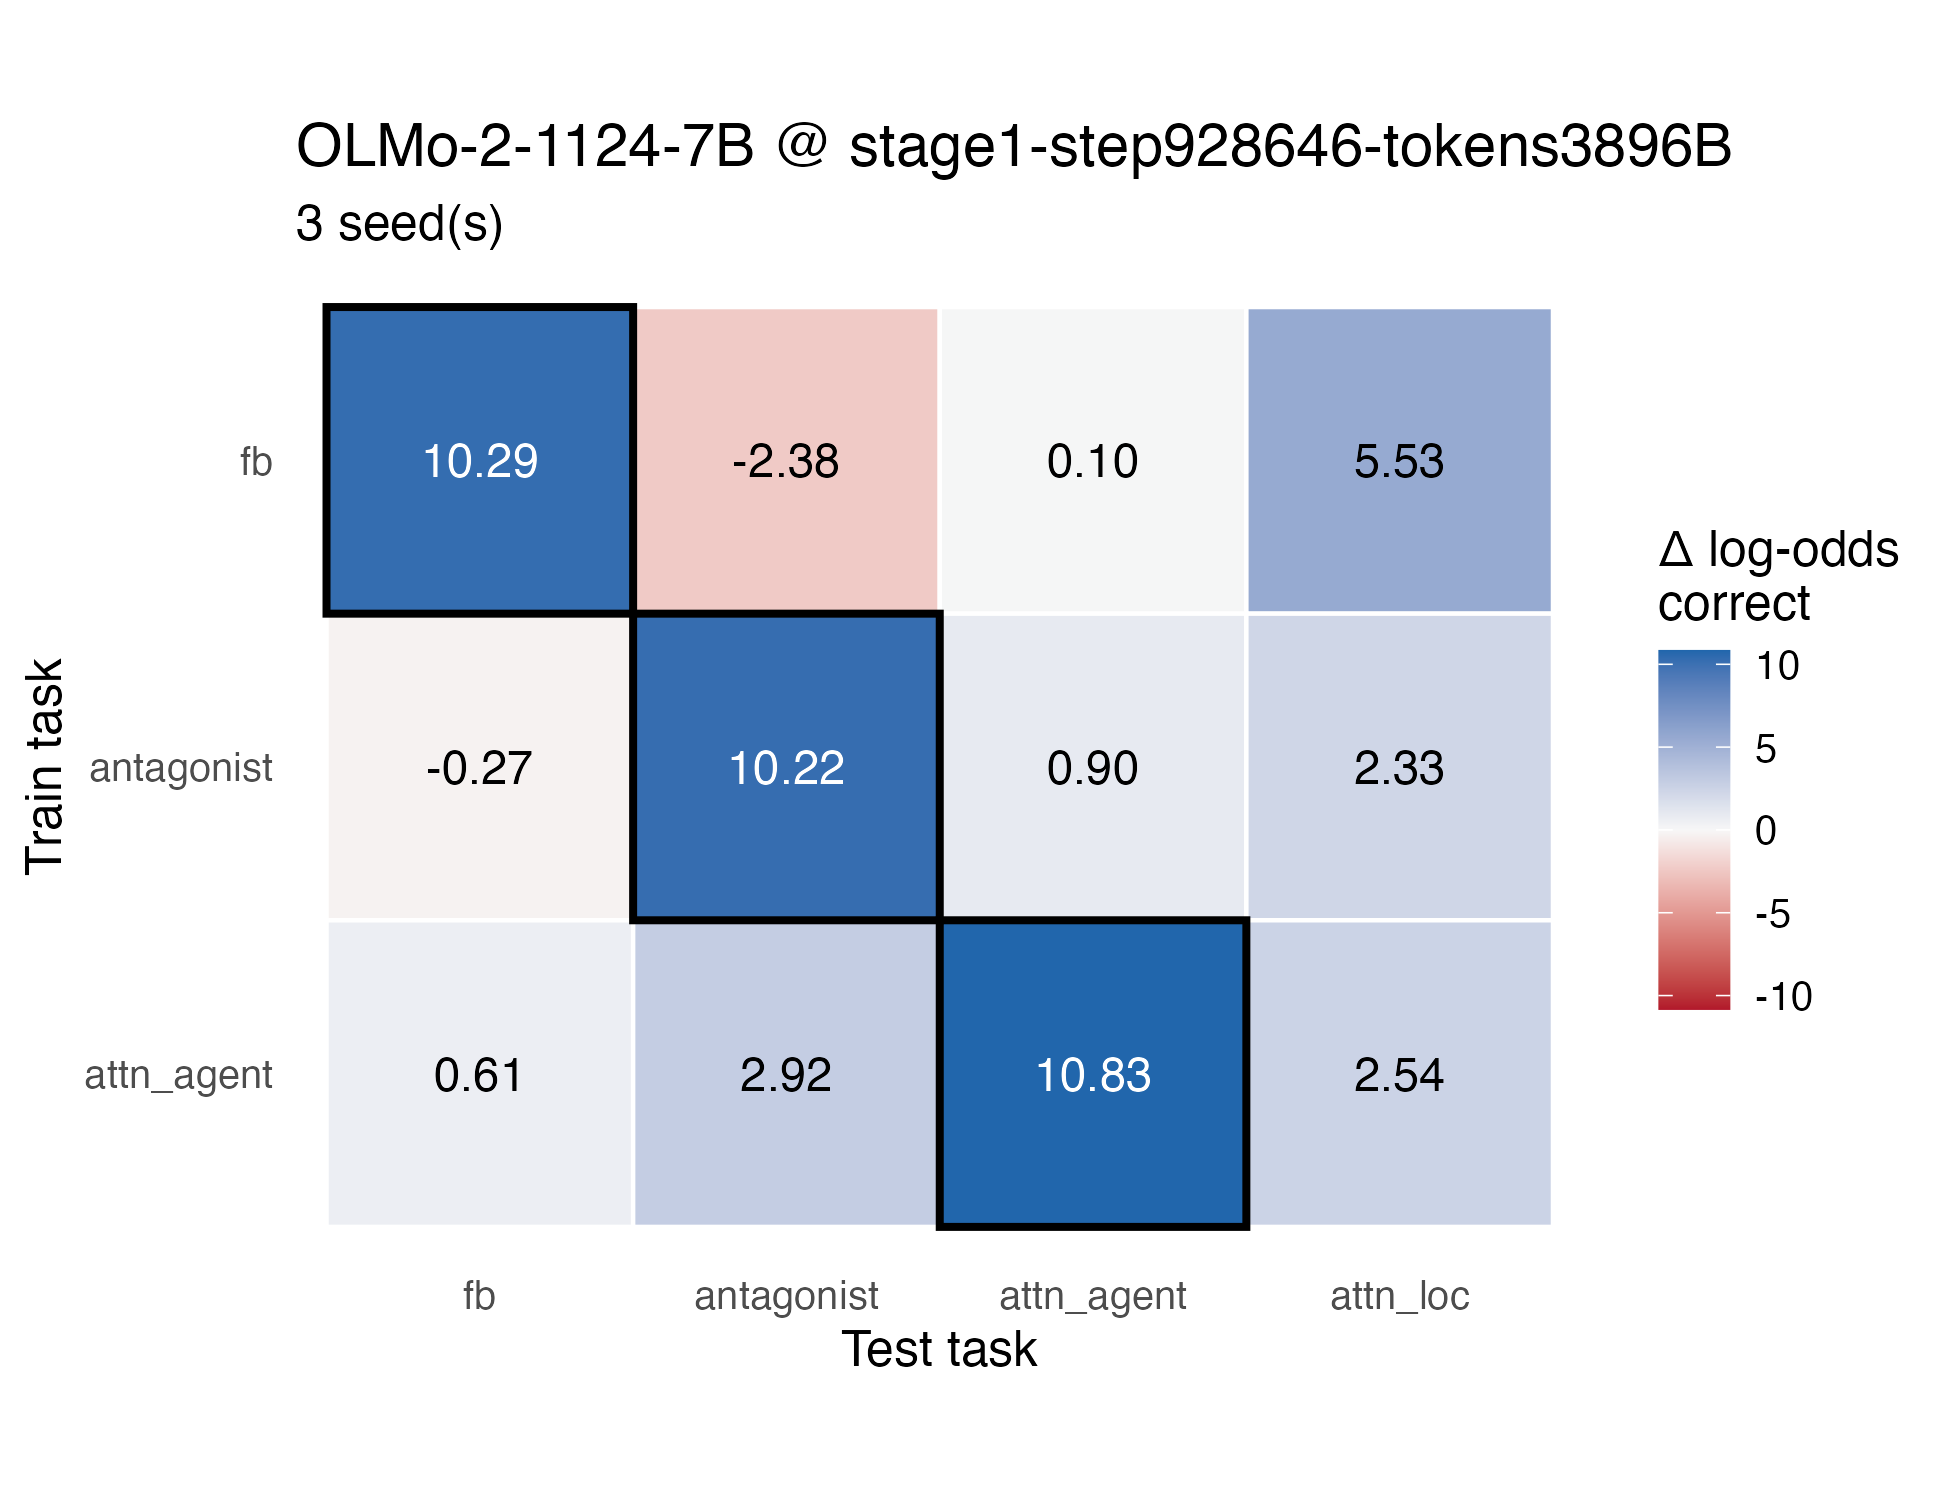 OLMo-2-1124-7B @ stage1-step928646-tokens3896B
3 seed(s)
Train task
fb
10.29
-2.38
0.10
5.53
antagonist
-0.27
10.22
0.90
2.33
attn_agent
0.61
2.92
10.83
2.54
fb
antagonist
attn_agent
attn_loc
Test task
Δ log-odds
correct
10
5
0
-5
-10